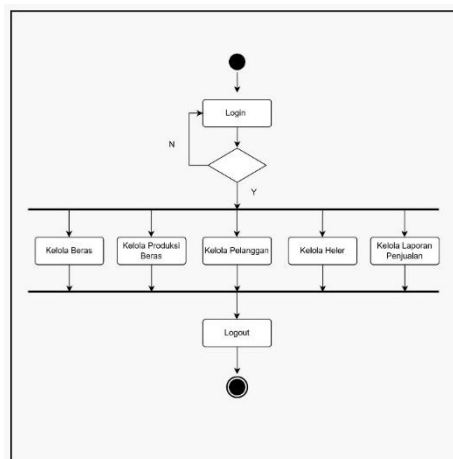 Login
N
Y
Kelola Beras
Kelola Produksi
Beras
Kelola Pelanggan
Kelola Heler
Kelola Laporan
Penjualan
Logout